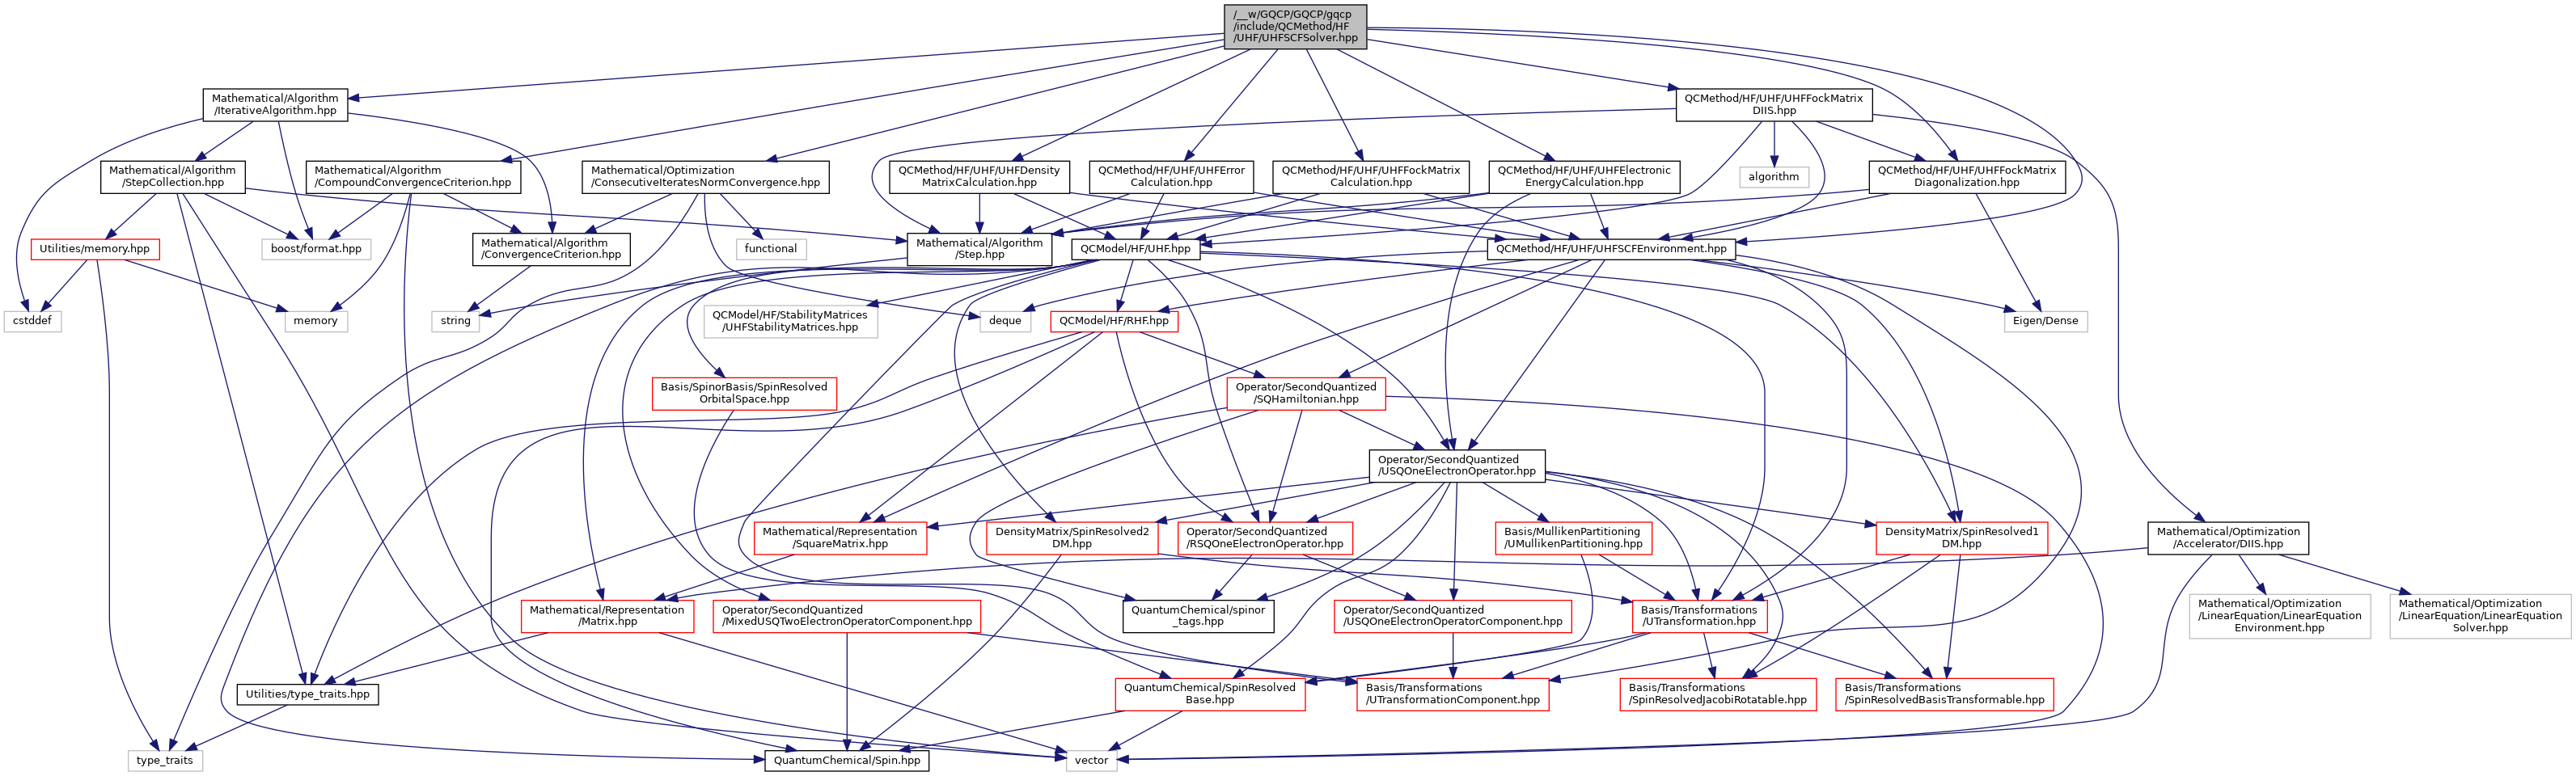 /__w/GQCP/GQCP/gqcp
/include/QCMethod/HF
/UHF/UHFSCFSolver.hpp
Mathematical/Algorithm
/IterativeAlgorithm.hpp
QCMethod/HF/UHF/UHFFockMatrix
DIIS.hpp
Mathematical/Algorithm
/StepCollection.hpp
Mathematical/Algorithm
/CompoundConvergenceCriterion.hpp
Mathematical/Optimization
/ConsecutiveIteratesNormConvergence.hpp
QCMethod/HF/UHF/UHFDensity
MatrixCalculation.hpp
QCMethod/HF/UHF/UHFError
Calculation.hpp
QCMethod/HF/UHF/UHFFockMatrix
Calculation.hpp
QCMethod/HF/UHF/UHFElectronic
EnergyCalculation.hpp
algorithm
QCMethod/HF/UHF/UHFFockMatrix
Diagonalization.hpp
Utilities/memory.hpp
boost/format.hpp
Mathematical/Algorithm
/ConvergenceCriterion.hpp
functional
Mathematical/Algorithm
/Step.hpp
QCModel/HF/UHF.hpp
QCMethod/HF/UHF/UHFSCFEnvironment.hpp
cstddef
memory
string
QCModel/HF/StabilityMatrices
/UHFStabilityMatrices.hpp
deque
QCModel/HF/RHF.hpp
Eigen/Dense
Basis/SpinorBasis/SpinResolved
OrbitalSpace.hpp
Operator/SecondQuantized
/SQHamiltonian.hpp
Operator/SecondQuantized
/USQOneElectronOperator.hpp
Mathematical/Representation
/SquareMatrix.hpp
DensityMatrix/SpinResolved2
DM.hpp
Operator/SecondQuantized
/RSQOneElectronOperator.hpp
Basis/MullikenPartitioning
/UMullikenPartitioning.hpp
DensityMatrix/SpinResolved1
DM.hpp
Mathematical/Optimization
/Accelerator/DIIS.hpp
Mathematical/Representation
/Matrix.hpp
Operator/SecondQuantized
/MixedUSQTwoElectronOperatorComponent.hpp
QuantumChemical/spinor
_tags.hpp
Operator/SecondQuantized
/USQOneElectronOperatorComponent.hpp
Basis/Transformations
/UTransformation.hpp
Mathematical/Optimization
/LinearEquation/LinearEquation
Environment.hpp
Mathematical/Optimization
/LinearEquation/LinearEquation
Solver.hpp
Utilities/type_traits.hpp
QuantumChemical/SpinResolved
Base.hpp
Basis/Transformations
/UTransformationComponent.hpp
Basis/Transformations
/SpinResolvedJacobiRotatable.hpp
Basis/Transformations
/SpinResolvedBasisTransformable.hpp
type_traits
QuantumChemical/Spin.hpp
vector